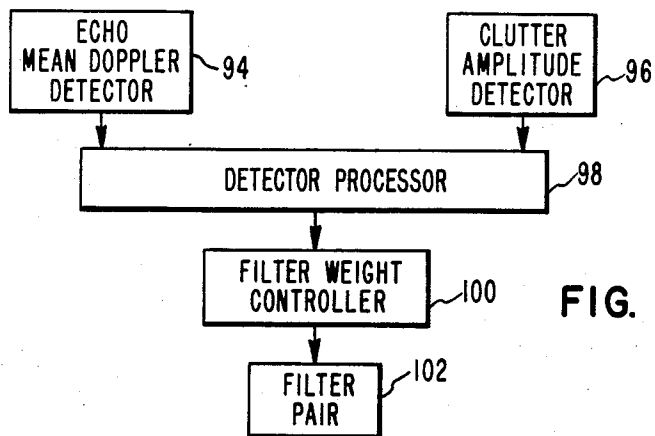 ECHO
MEAN DOPPLER
DETECTOR
94
CLUTTER
AMPLITUDE
DETECTOR
96
DETECTOR PROCESSOR
98
FILTER WEIGHT
CONTROLLER
100
FIG.
FILTER
PAIR
102